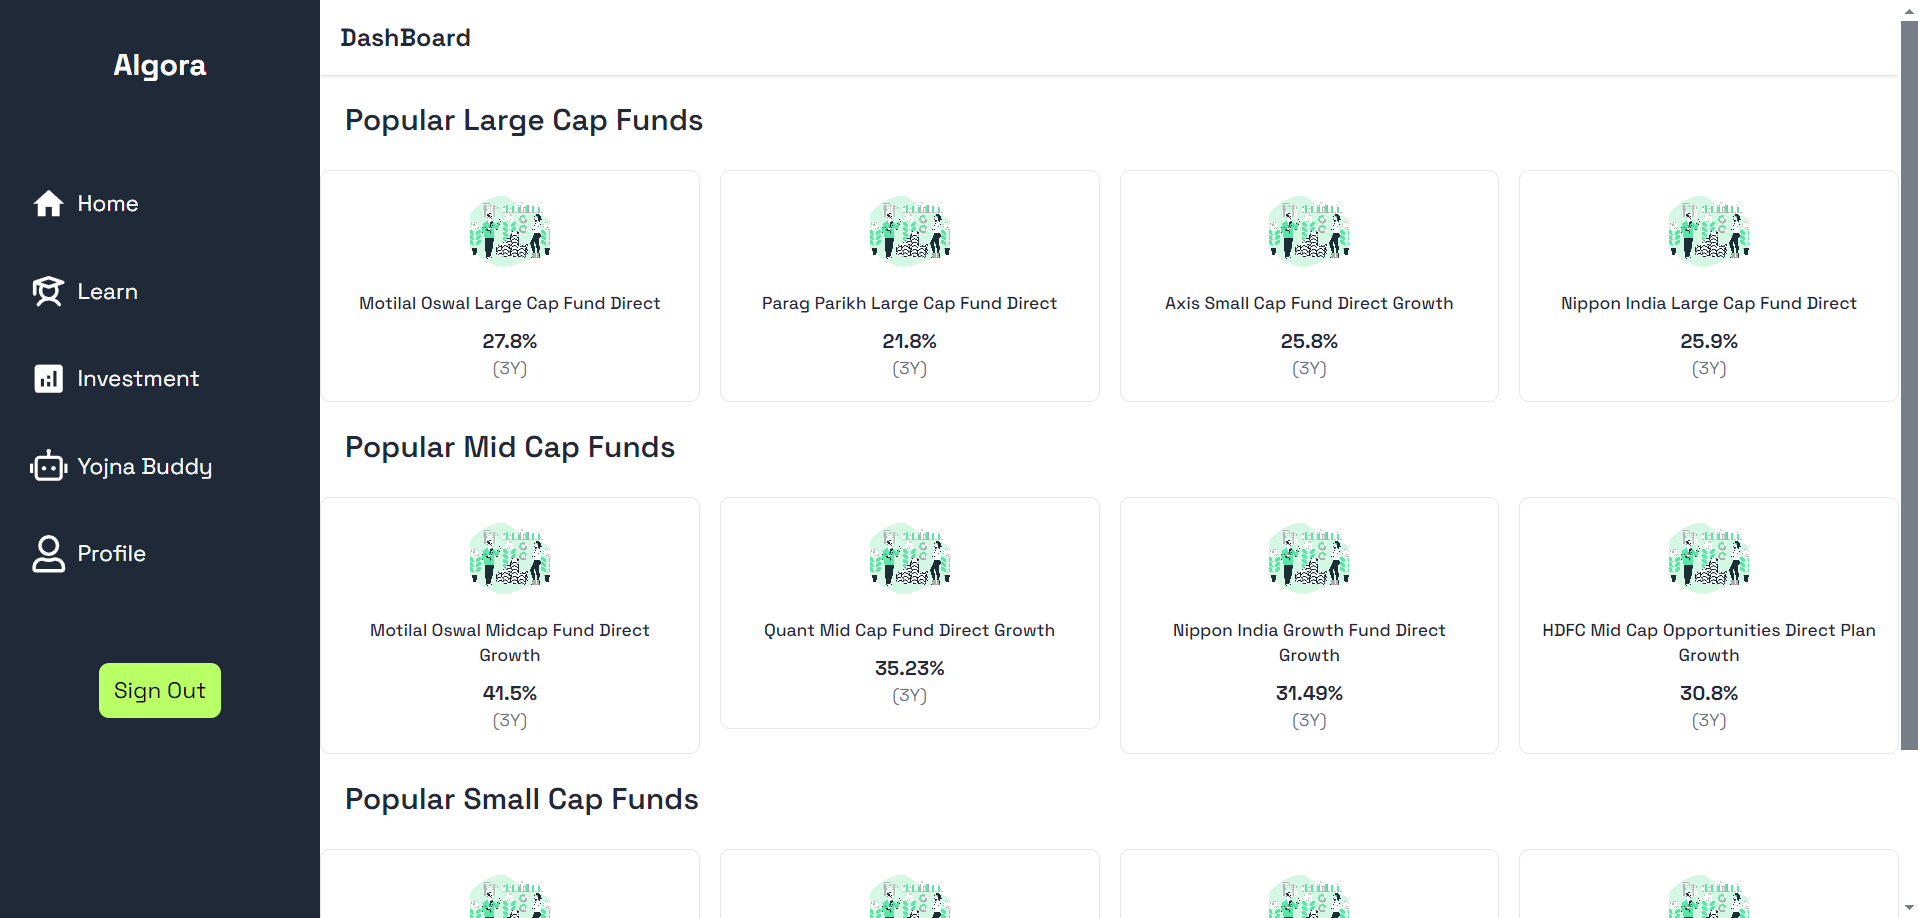 Algora
Home
Learn
Investment
Yojna Buddy
Profile
Sign Out
DashBoard
Popular Large Cap Funds
Motilal Oswal Large Cap Fund Direct
27.8%
(3Y)
Parag Parikh Large Cap Fund Direct
21.8%
(3Y)
Axis Small Cap Fund Direct Growth
25.8%
(3Y)
Nippon India Large Cap Fund Direct
25.9%
(3Y)
Popular Mid Cap Funds
Motilal Oswal Midcap Fund Direct
Growth
41.5%
(3Y)
Quant Mid Cap Fund Direct Growth
35.23%
(3Y)
Nippon India Growth Fund Direct
Growth
31.49%
(3Y)
HDFC Mid Cap Opportunities Direct Plan
Growth
30.8%
(3Y)
Popular Small Cap Funds